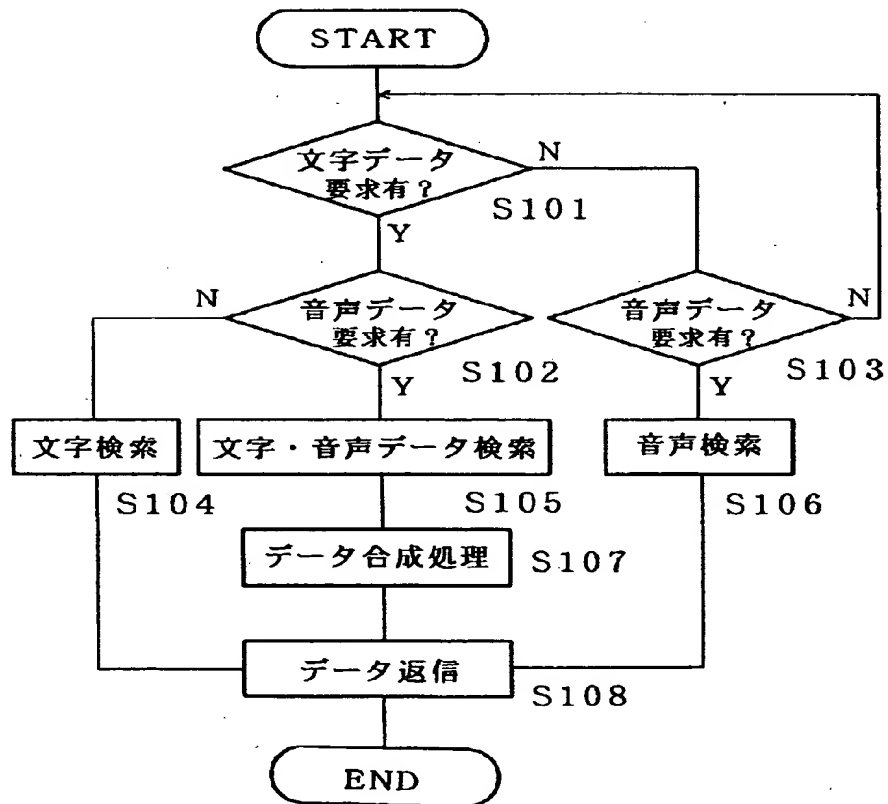 START
文字データ
要求有?
N
S101
Y
N
音声データ
要求有?
S102
Y
音声データ
要求有?
N
S103
Y
文字検索
S104
文字・音声データ検索
S105
音声検索
S106
データ合成処理
S107
データ返信
S108
END